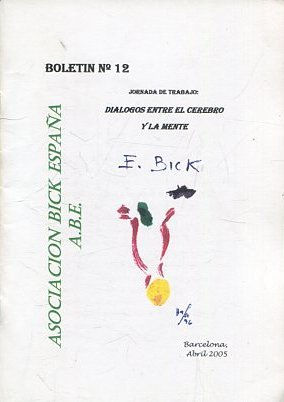 BOLETIN Nº 12
JORNADA DE TRABAJO:
DIALOGOS ENTRE EL CEREBRO
Y LA MENTE
ASOCIACION BICK ESPAÑA
A.B.E.
E. BICK
Barcelona,
Abril 2005